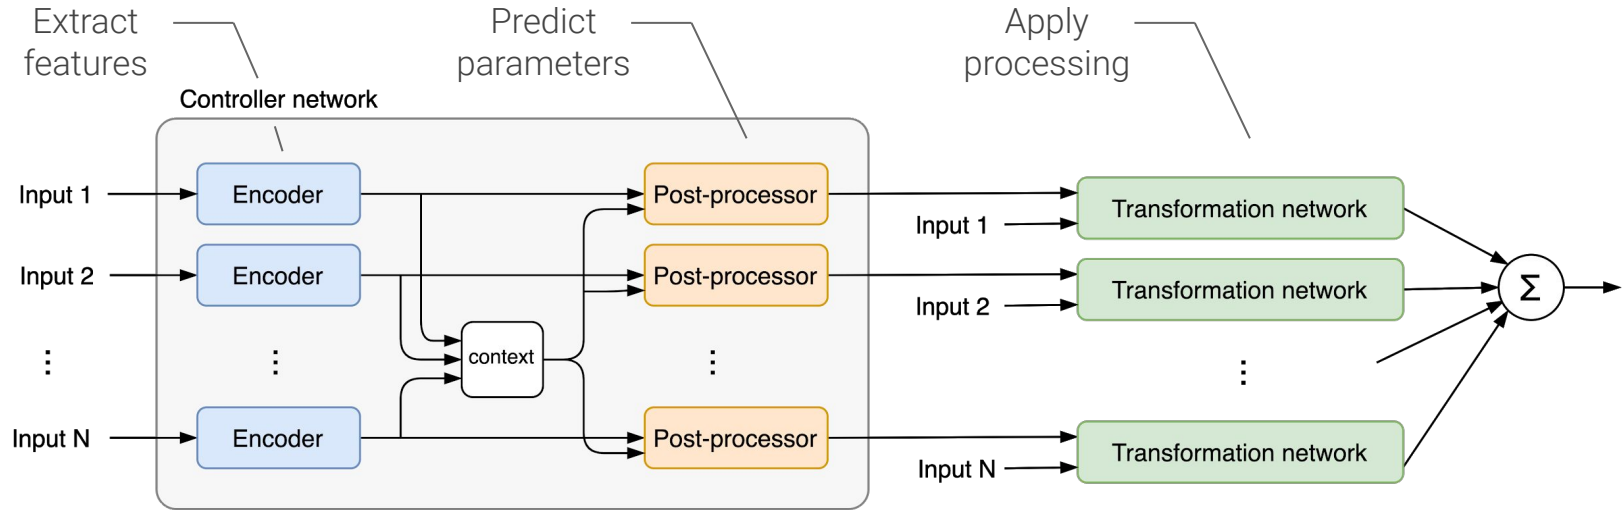 Extract
features
Predict
parameters
Apply
processing
Controller network
Input 1
Encoder
Post-processor
Input 1
Transformation network
Input 2
Encoder
Post-processor
Input 2
Transformation network
Σ
⋮
⋮
context
⋮
⋮
Input N
Encoder
Post-processor
Input N
Transformation network